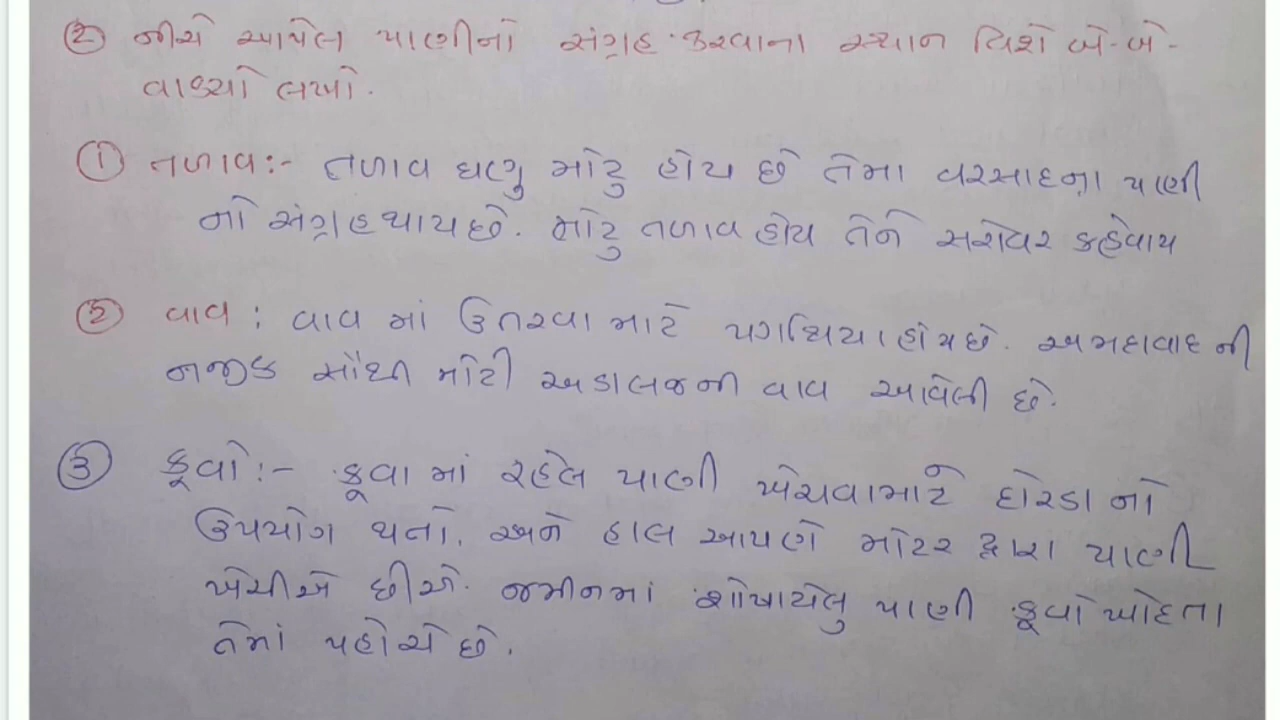 ② નીચે આપેલ પાણીનો સંગ્રહ કરવાના સ્થાન વિશે બે-બે-
વાક્યો લખો.
① તળાવ:- તળાવ ઘણુ મોટુ હોય છે તેમા વરસાદના પાણી
નો સંગ્રહ થાય છે. મોટુ તળાવ હોય તેને સરોવર કહેવાય
② વાવ : વાવ માં ઉતરવા માટે પગથિયા હોય છે. અમદાવાદ ની
નજીક સૌથી મોટી અડાલજની વાવ આવેલી છે.
③ કૂવો:- કૂવા માં રહેલ પાણી ખેચવા માટે દોરડા નો
ઉપયોગ થતો. અને હાલ આપણે મોટર દ્વારા પાણી
ખેચીએ છીએ. જમીનમાં શોષાયેલુ પાણી કૂવો ખોદતા
તેમાં પહોચે છે.